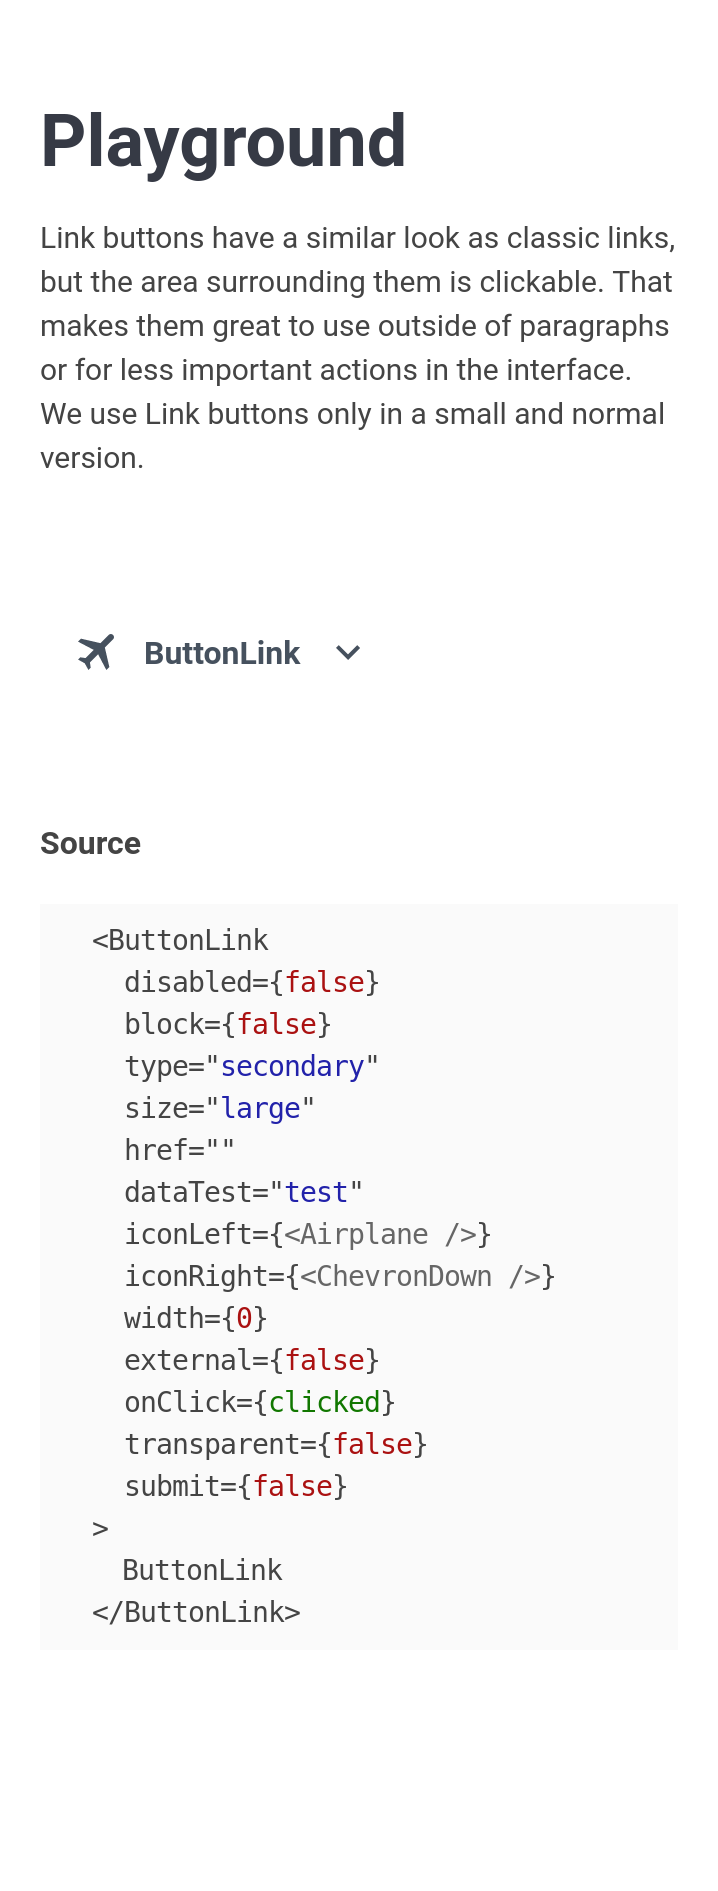 Playground
Link buttons have a similar look as classic links,
but the area surrounding them is clickable. That
makes them great to use outside of paragraphs
or for less important actions in the interface.
We use Link buttons only in a small and normal
version.
ButtonLink
Source
<ButtonLink
  disabled={false}
  block={false}
  type="secondary"
  size="large"
  href=""
  dataTest="test"
  iconLeft={<Airplane />}
  iconRight={<ChevronDown />}
  width={0}
  external={false}
  onClick={clicked}
  transparent={false}
  submit={false}
>
  ButtonLink
</ButtonLink>